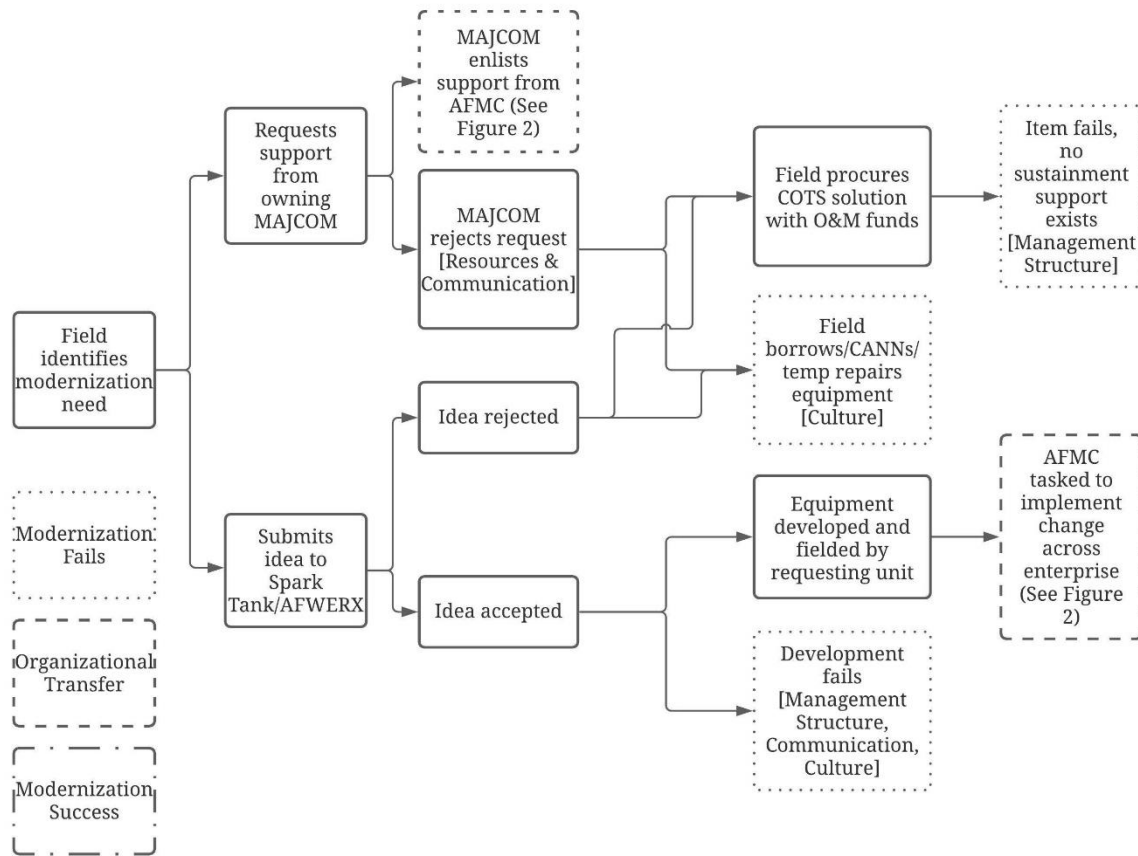 MAJCOM
enlists
support from
AFMC (See
Figure 2)
Requests
support
from
owning
MAJCOM
Field procures
COTS solution
with O&M funds
Item fails,
no
sustainment
support
exists
[Management
Structure]
MAJCOM
rejects request
[Resources &
Communication]
Field
identifies
modernization
need
Field
borrows/CANNs/
temp repairs
equipment
[Culture]
Idea rejected
AFMC
tasked to
implement
change
across
enterprise
(See Figure
2)
Modernization
Fails
Submits
idea to
Spark
Tank/AFWERX
Equipment
developed and
fielded by
requesting unit
Idea accepted
Organizational
Transfer
Development
fails
[Management
Structure,
Communication,
Culture]
Modernization
Success